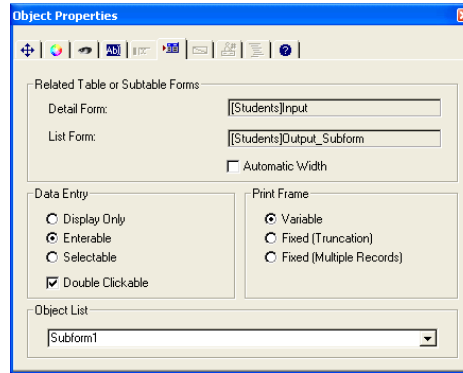 Object Properties
Related Table or Subtable Forms
Detail Form:
[Students]Input
List Form:
[Students]Output_Subform
Automatic Width
Data Entry
Display Only
Enterable
Selectable
Double Clickable
Print Frame
Variable
Fixed (Truncation)
Fixed (Multiple Records)
Object List
Subform1